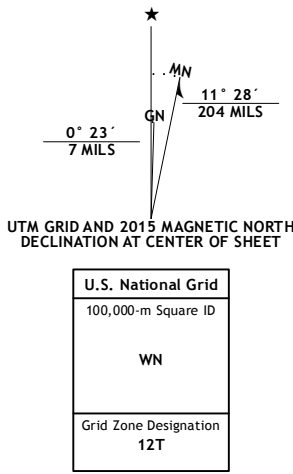 MN
GN
11° 28´
204 MILS
0° 23´
7 MILS
UTM GRID AND 2015 MAGNETIC NORTH
DECLINATION AT CENTER OF SHEET
U.S. National Grid
100,000-m Square ID
WN
Grid Zone Designation
12T